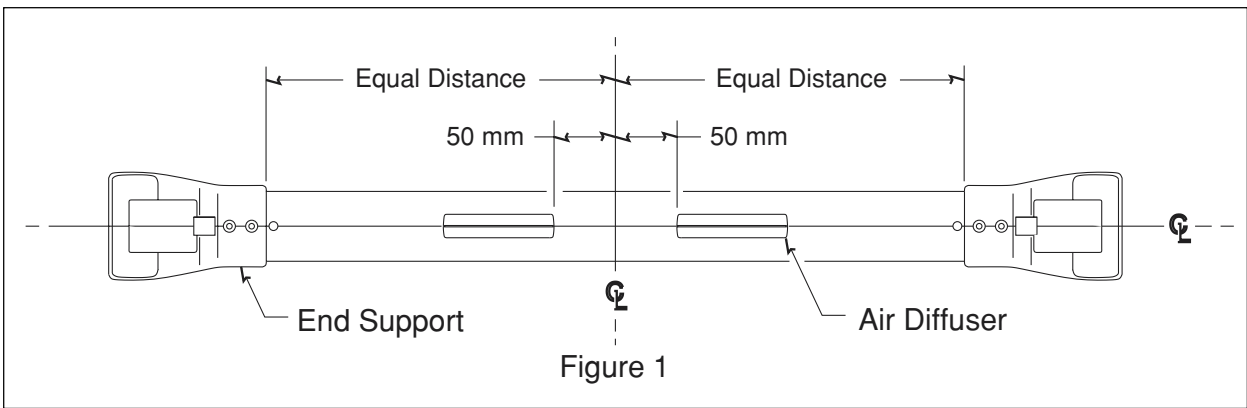 Equal Distance Equal Distance
50 mm 50 mm
℄
℄
End Support Air Diffuser
Figure 1